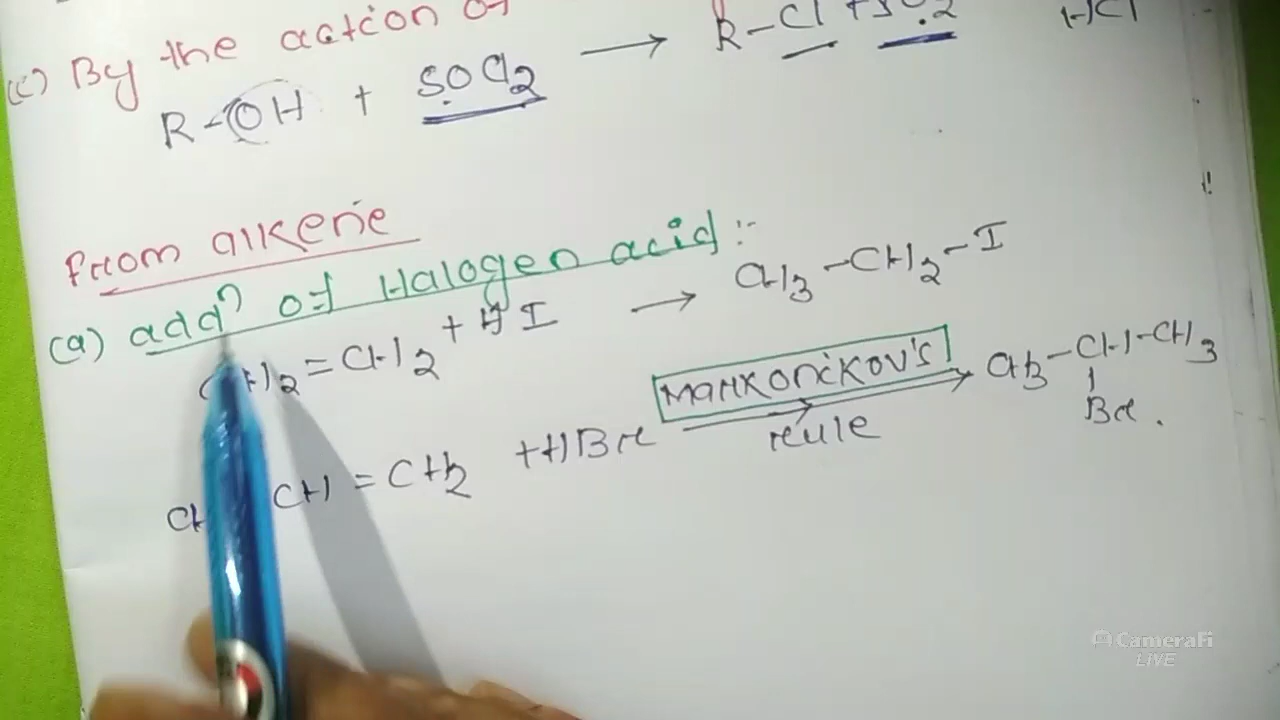 (c) By the action of
R-OH + SOCl2 → R-Cl + SO2 HCl
From alkene
(a) addn of Halogen acid :-
CH2 = CH2 + HI → CH3-CH2-I
CH = CH2 + HBr Markonikov's rule → CH3-CH-CH3
Br.
CameraFi
LIVE